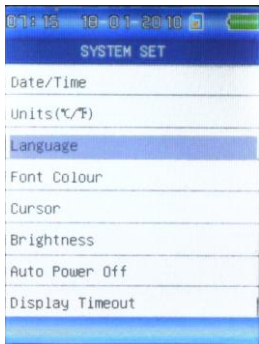 07:15 18-01-2010
SYSTEM SET
Date/Time
Units(℃/℉)
Language
Font Colour
Cursor
Brightness
Auto Power Off
Display Timeout